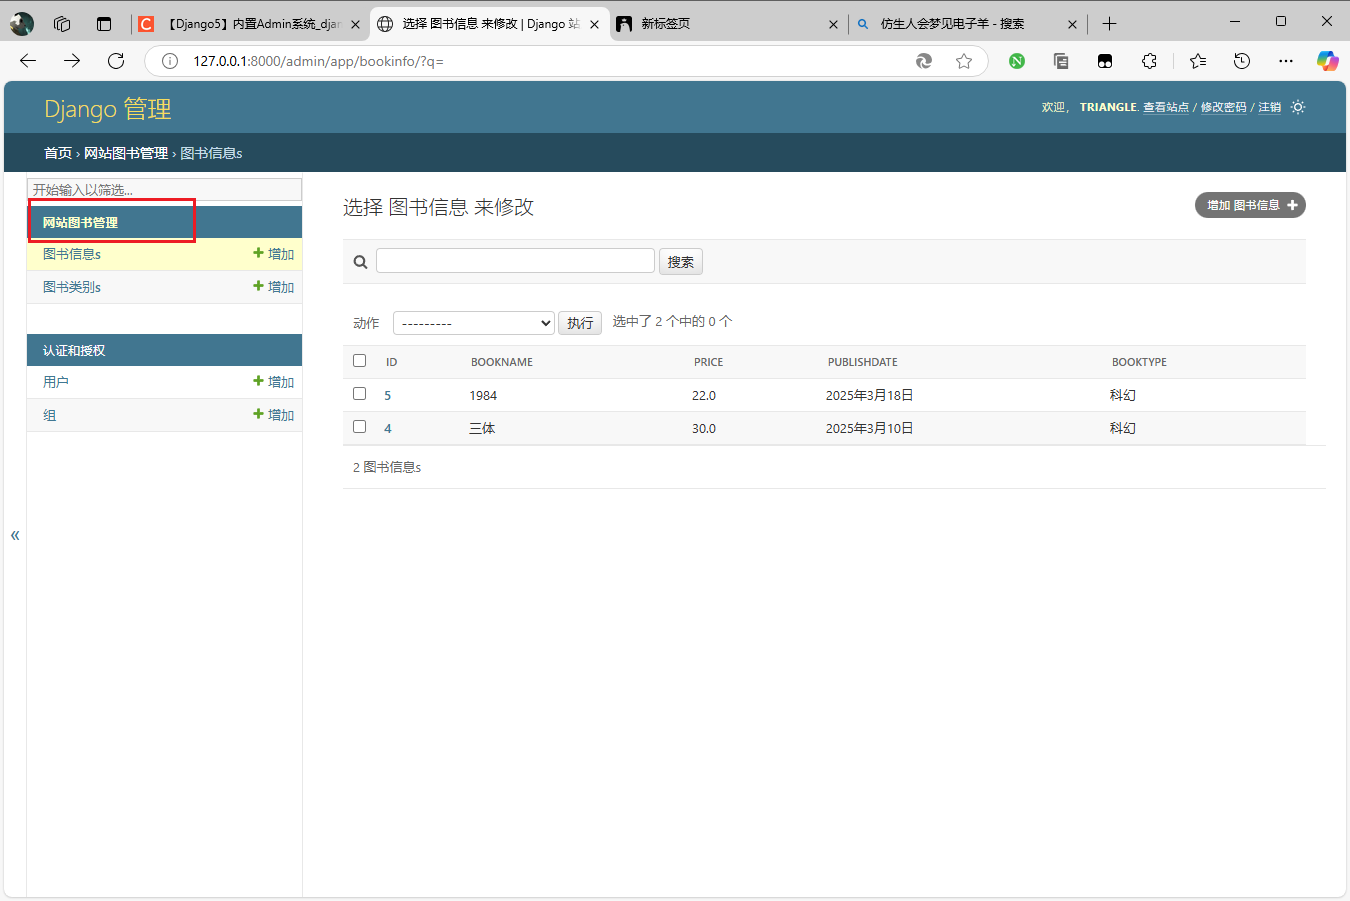 【Django5】内置Admin系统_djan
选择 图书信息 来修改 | Django 站
新标签页
仿生人会梦见电子羊 - 搜索
127.0.0.1:8000/admin/app/bookinfo/?q=
Django 管理
欢迎， TRIANGLE. 查看站点 / 修改密码 / 注销
首页 › 网站图书管理 › 图书信息s
开始输入以筛选...
网站图书管理
图书信息s 增加
图书类别s 增加
认证和授权
用户 增加
组 增加
选择 图书信息 来修改
增加 图书信息
搜索
动作 --------- 执行 选中了 2 个中的 0 个
ID BOOKNAME PRICE PUBLISHDATE BOOKTYPE
5 1984 22.0 2025年3月18日 科幻
4 三体 30.0 2025年3月10日 科幻
2 图书信息s
«